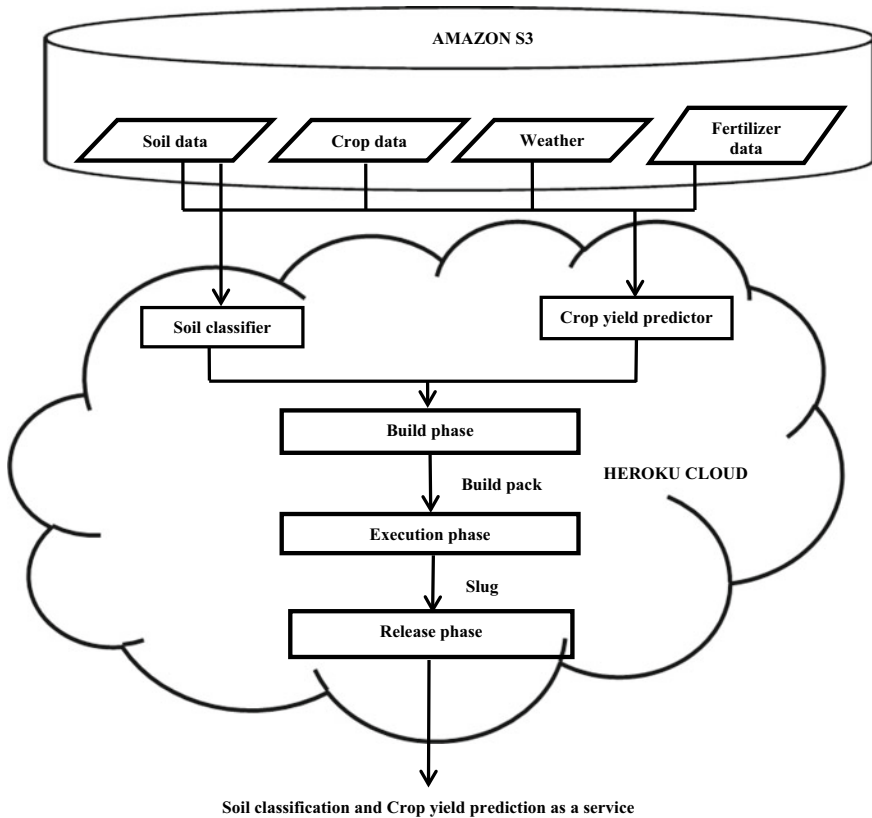 AMAZON S3
Soil data
Crop data
Weather
Fertilizer
data
Soil classifier
Crop yield predictor
Build phase
Build pack
HEROKU CLOUD
Execution phase
Slug
Release phase
Soil classification and Crop yield prediction as a service